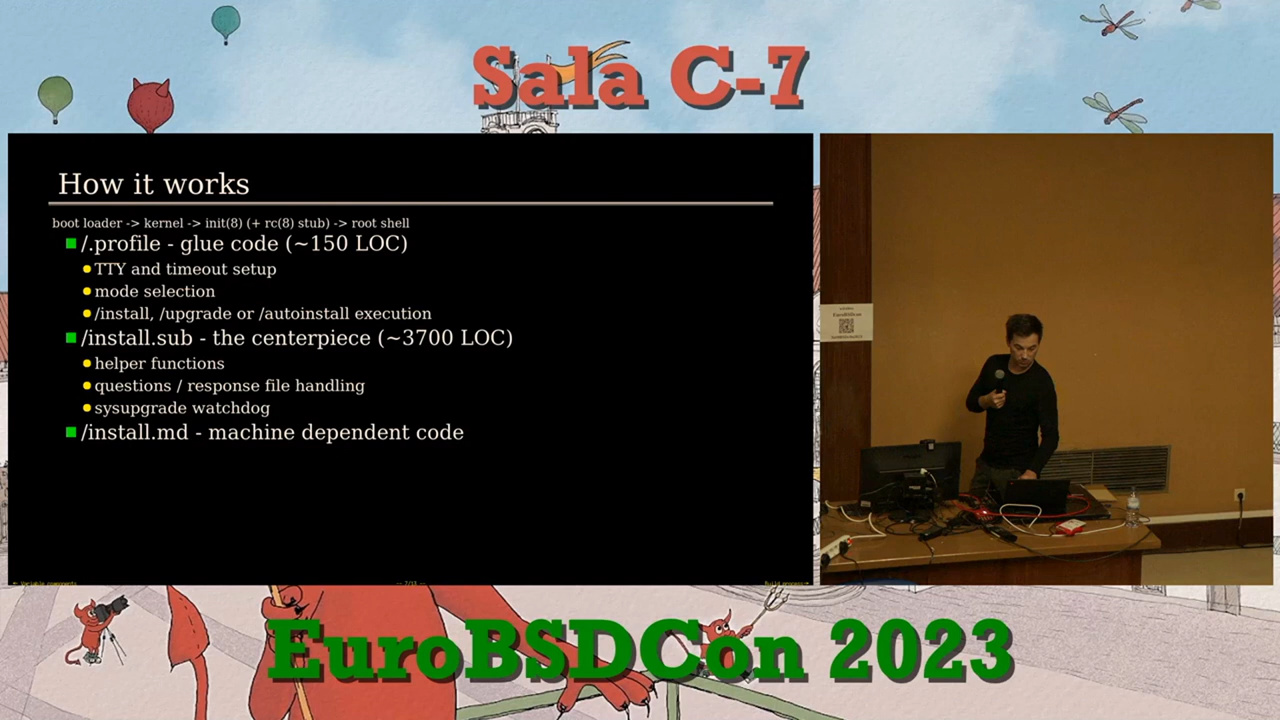 Sala C-7
How it works
boot loader -> kernel -> init(8) (+ rc(8) stub) -> root shell
/.profile - glue code (~150 LOC)
TTY and timeout setup
mode selection
/install, /upgrade or /autoinstall execution
/install.sub - the centerpiece (~3700 LOC)
helper functions
questions / response file handling
sysupgrade watchdog
/install.md - machine dependent code
EuroBSDCon
EuroBSDCon 2023